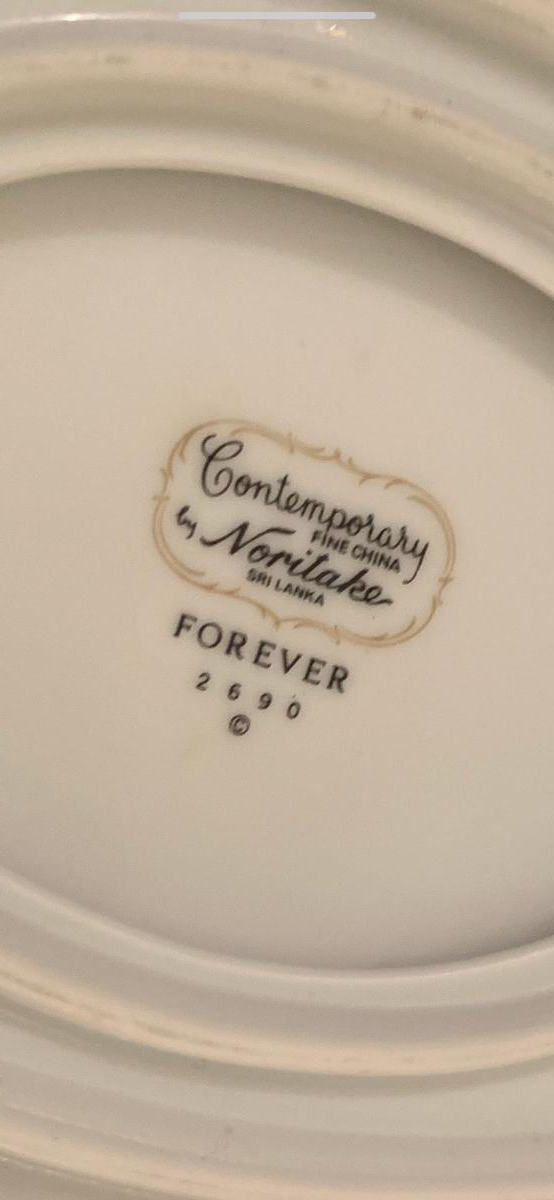 Contemporary
FINE CHINA
by Noritake
SRI LANKA
FOREVER
2690
©